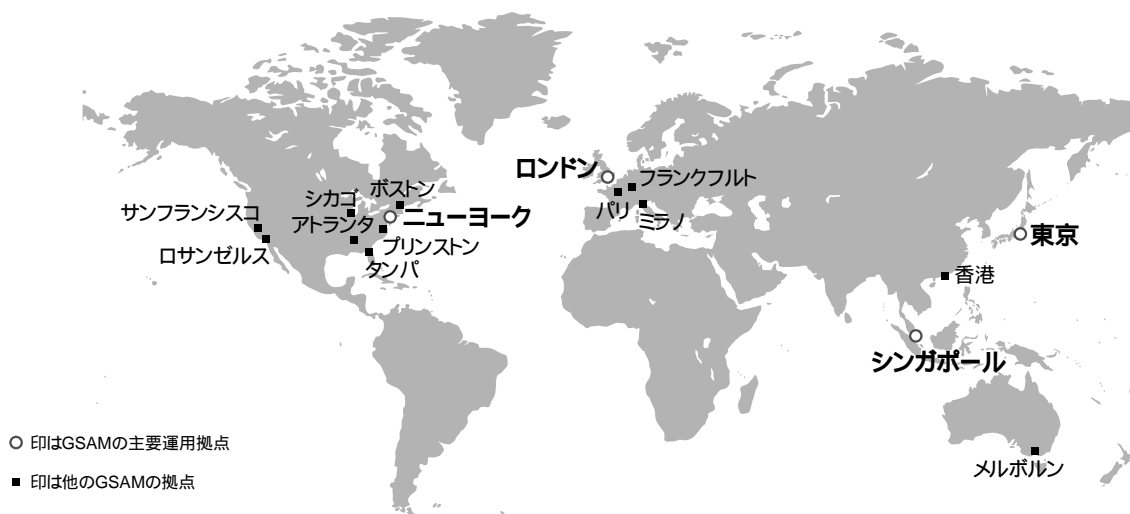 ロンドン
フランクフルト
パリ
ミラノ
シカゴ
ボストン
サンフランシスコ
アトランタ
ニューヨーク
ロサンゼルス
プリンストン
タンパ
東京
香港
シンガポール
メルボルン
○ 印はGSAMの主要運用拠点
■ 印は他のGSAMの拠点